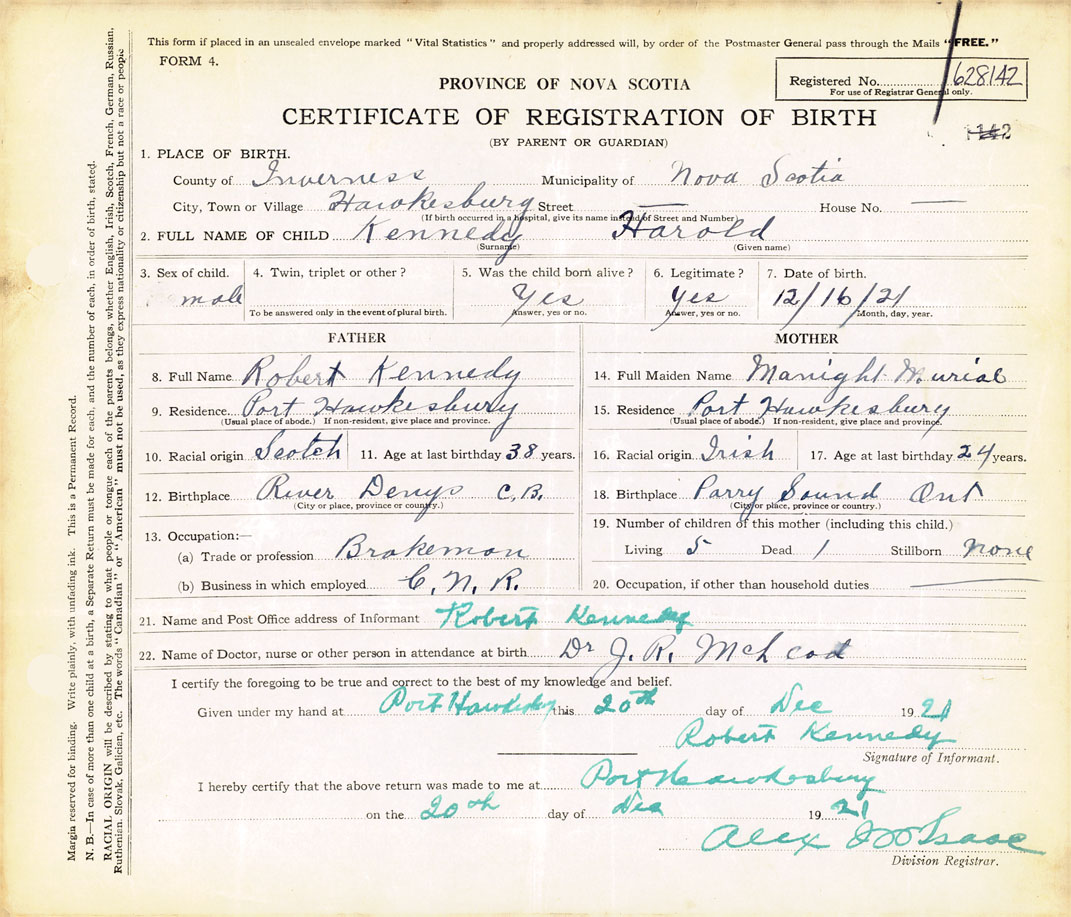 This form if placed in an unsealed envelope marked "Vital Statistics" and properly addressed will, by order of the Postmaster General pass through the Mails "FREE."
FORM 4.
Registered No. 628142
For use of Registrar General only.
PROVINCE OF NOVA SCOTIA
CERTIFICATE OF REGISTRATION OF BIRTH
(BY PARENT OR GUARDIAN)
1. PLACE OF BIRTH.
County of Inverness Municipality of Nova Scotia
City, Town or Village Hawkesburg Street — House No. —
(If birth occurred in a hospital, give its name instead of Street and Number)
2. FULL NAME OF CHILD Kennedy Harold
(Surname) (Given name)
3. Sex of child. 4. Twin, triplet or other? 5. Was the child born alive? 6. Legitimate? 7. Date of birth.
male Yes Yes 12/16/21
To be answered only in the event of plural birth. Answer, yes or no. Answer, yes or no. Month, day, year.
FATHER
8. Full Name Robert Kennedy
9. Residence Port Hawkesbury
(Usual place of abode.) If non-resident, give place and province.
10. Racial origin Scotch 11. Age at last birthday 38 years.
12. Birthplace River Denys C.B.
(City or place, province or country.)
13. Occupation:—
(a) Trade or profession Brakeman
(b) Business in which employed C.N.R.
MOTHER
14. Full Maiden Name Manight Murial
15. Residence Port Hawkesbury
(Usual place of abode.) If non-resident, give place and province.
16. Racial origin Irish 17. Age at last birthday 24 years.
18. Birthplace Parry Sound Ont
(City or place, province or country.)
19. Number of children of this mother (including this child.)
Living 5 Dead 1 Stillborn none
20. Occupation, if other than household duties —
21. Name and Post Office address of Informant Robert Kennedy
22. Name of Doctor, nurse or other person in attendance at birth Dr J. R.
I certify the foregoing to be true and correct to the best of my knowledge and belief.
Given under my hand at Port Hawkesbury this 20th day of Dec 1921
Robert Kennedy
Signature of Informant.
I hereby certify that the above return was made to me at Port Hawkesbury
on the 20th day of Dec 1921
Alex McIsaac
Division Registrar.
Margin reserved for binding. Write plainly, with unfading ink. This is a Permanent Record.
N. B.—In case of more than one child at a birth, a Separate Return must be made for each, and the number of each, in order of birth, stated.
RACIAL ORIGIN will be described by stating to what people or tongue each of the parents belongs, whether English, Irish, Scotch, French, German, Russian,
Ruthenian, Slovak, Galician, etc. The words "Canadian" or "American" must not be used, as they express nationality or citizenship but not a race or people